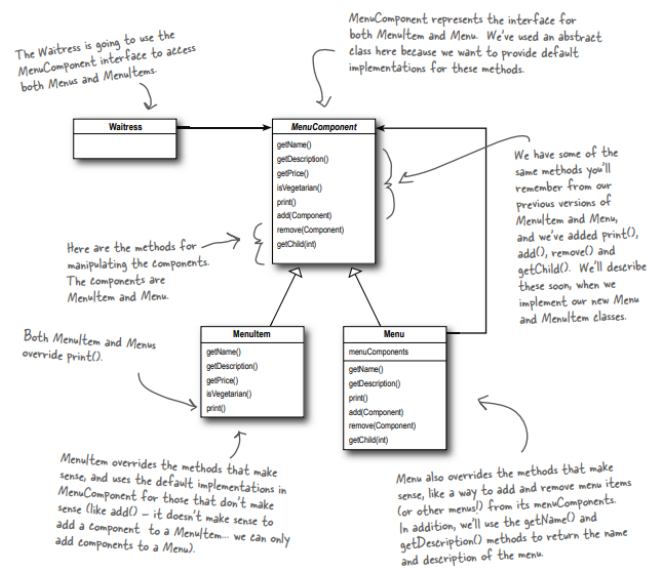 The Waitress is going to use the
MenuComponent interface to access
both Menus and MenuItems.
MenuComponent represents the interface for
both MenuItem and Menu. We've used an abstract
class here because we want to provide default
implementations for these methods.
Waitress
MenuComponent
getName()
getDescription()
getPrice()
isVegetarian()
print()
add(Component)
remove(Component)
getChild(int)
We have some of the
same methods you'll
remember from our
previous versions of
MenuItem and Menu,
and we've added print(),
add(), remove() and
getChild(). We'll describe
these soon, when we
implement our new Menu
and MenuItem classes.
Here are the methods for
manipulating the components.
The components are
MenuItem and Menu.
Both MenuItem and Menus
override print().
MenuItem
getName()
getDescription()
getPrice()
isVegetarian()
print()
Menu
menuComponents
getName()
getDescription()
print()
add(Component)
remove(Component)
getChild(int)
MenuItem overrides the methods that make
sense, and uses the default implementations in
MenuComponent for those that don't make
sense (like add() – it doesn't make sense to
add a component to a MenuItem... we can only
add components to a Menu).
Menu also overrides the methods that make
sense, like a way to add and remove menu items
(or other menus!) from its menuComponents.
In addition, we'll use the getName() and
getDescription() methods to return the name
and description of the menu.